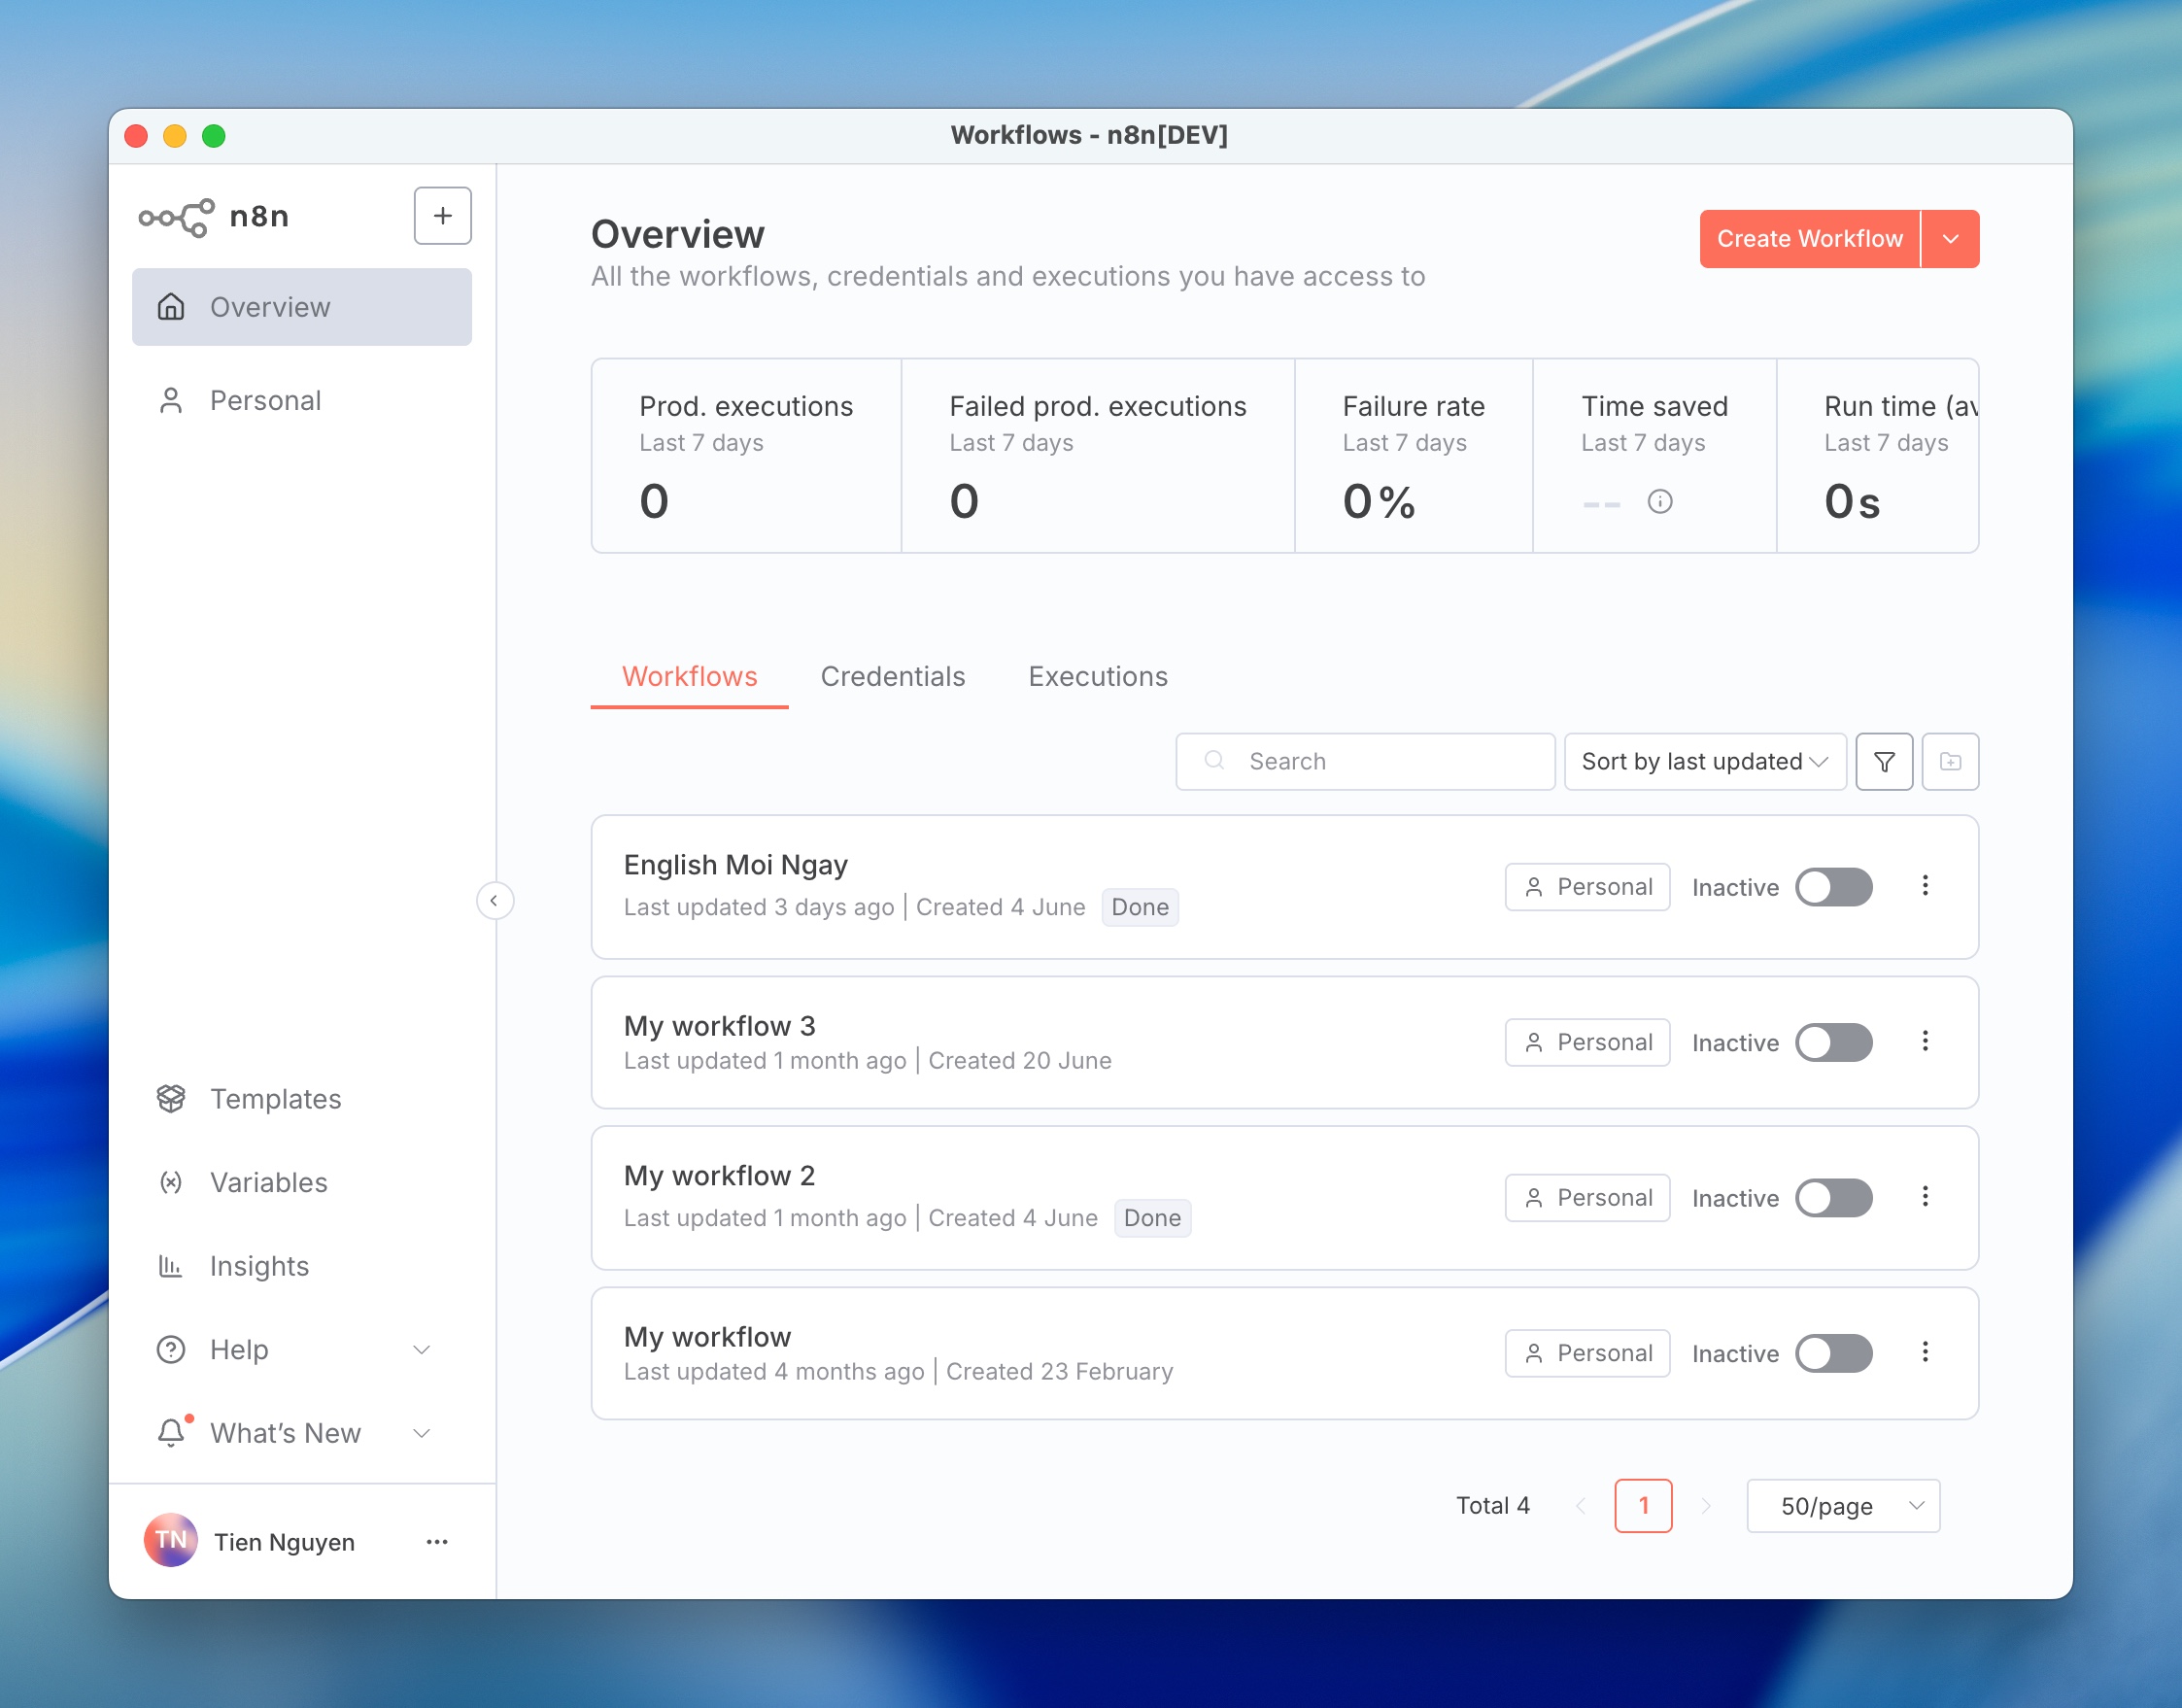 Workflows - n8n[DEV]
n8n
Overview
Personal
Templates
Variables
Insights
Help
What’s New
TN
Tien Nguyen
Overview
All the workflows, credentials and executions you have access to
Create Workflow
Prod. executions
Last 7 days
0
Failed prod. executions
Last 7 days
0
Failure rate
Last 7 days
0%
Time saved
Last 7 days
--
Run time (av
Last 7 days
0s
Workflows Credentials Executions
Search
Sort by last updated
English Moi Ngay
Last updated 3 days ago | Created 4 June Done
Personal Inactive
My workflow 3
Last updated 1 month ago | Created 20 June
Personal Inactive
My workflow 2
Last updated 1 month ago | Created 4 June Done
Personal Inactive
My workflow
Last updated 4 months ago | Created 23 February
Personal Inactive
Total 4 1 50/page